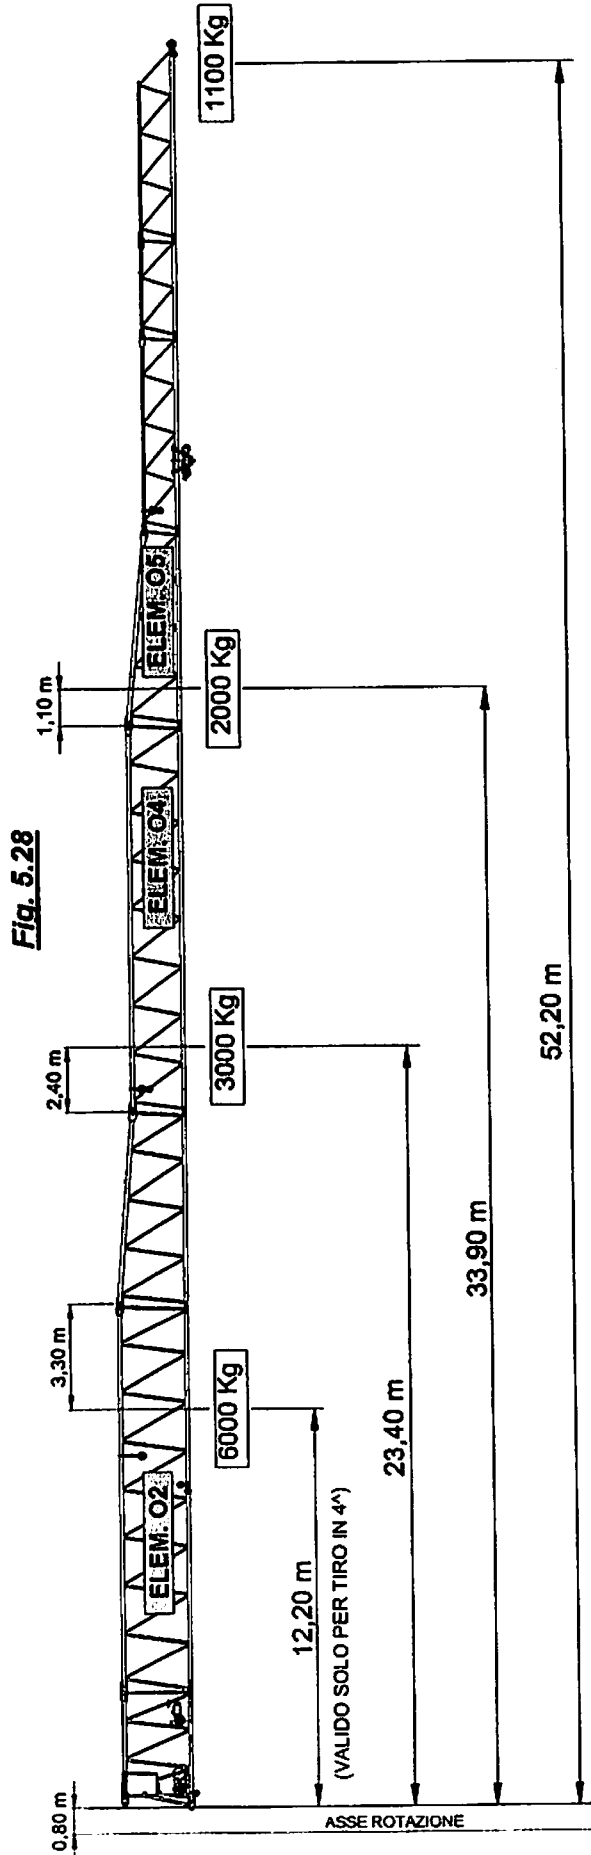 Fig. 5.28
0,80 m
3,30 m
2,40 m
1,10 m
ELEM. O2
ELEM. O4
ELEM. O5
6000 Kg
3000 Kg
2000 Kg
1100 Kg
12,20 m
(VALIDO SOLO PER TIRO IN 4^)
23,40 m
33,90 m
52,20 m
ASSE ROTAZIONE